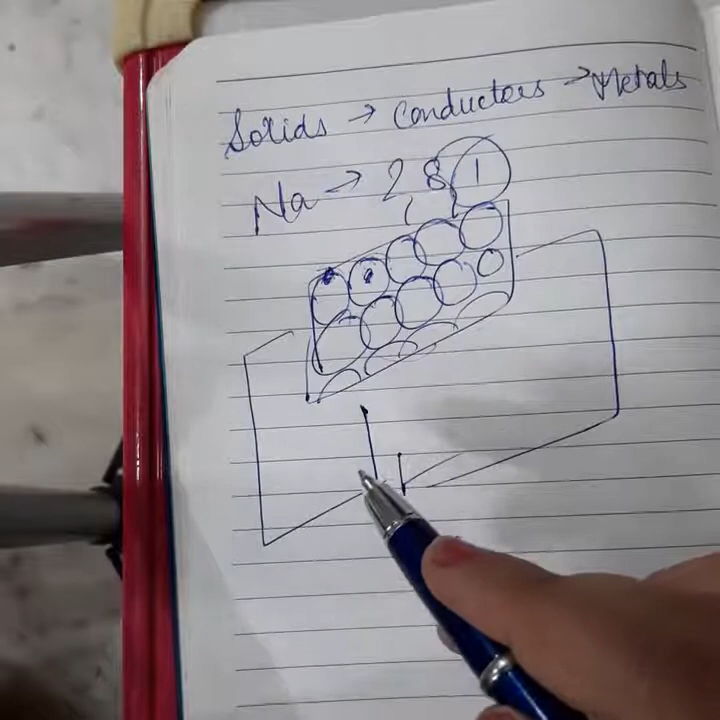 Solids → Conductors → Metals
Na → 2 8 1